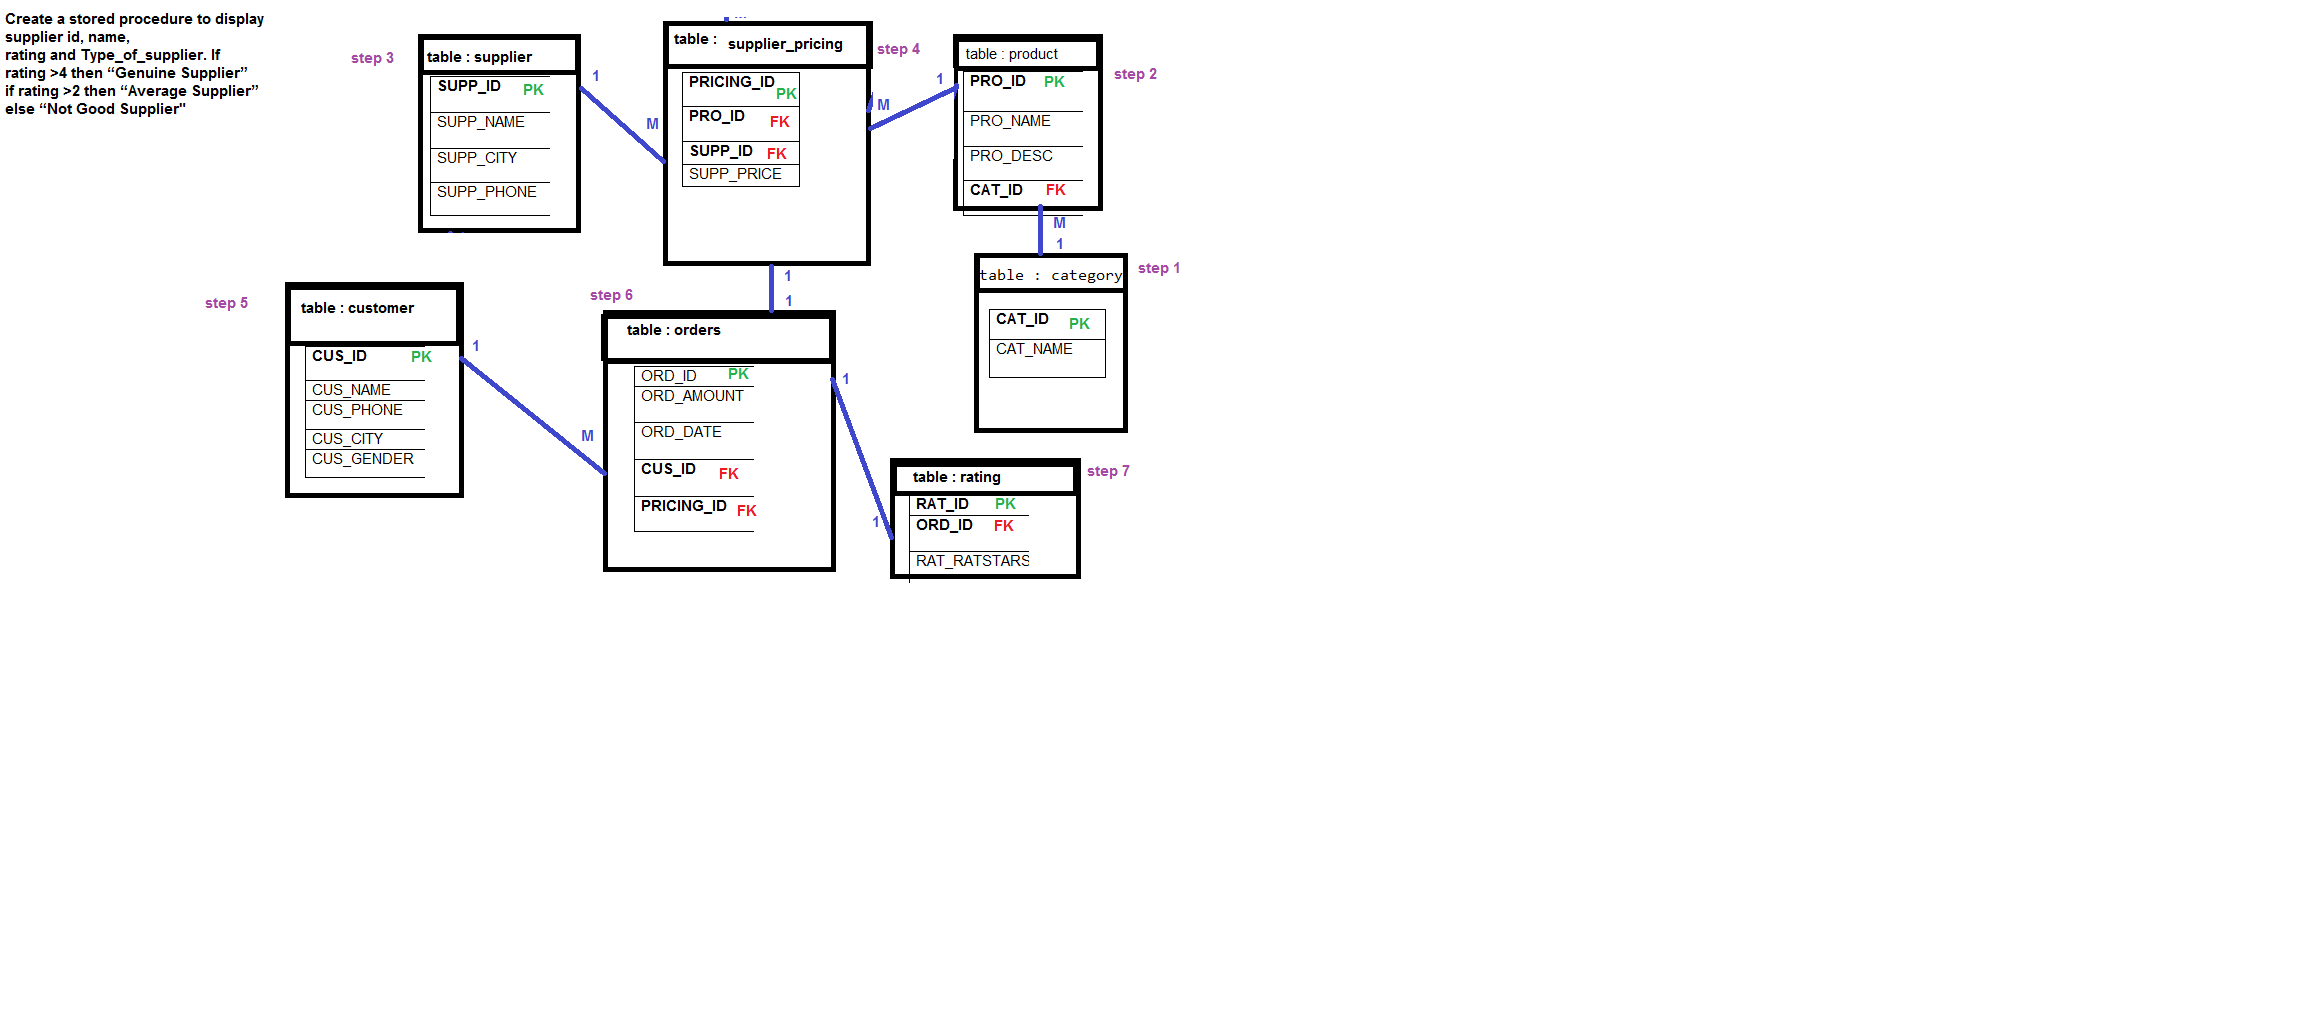 Create a stored procedure to display
supplier id, name,
rating and Type_of_supplier. If
rating >4 then “Genuine Supplier”
if rating >2 then “Average Supplier”
else “Not Good Supplier"
step 3
table : supplier
SUPP_ID PK
SUPP_NAME
SUPP_CITY
SUPP_PHONE
1
M
table : supplier_pricing
step 4
PRICING_ID PK
PRO_ID FK
SUPP_ID FK
SUPP_PRICE
M
1
table : product
step 2
PRO_ID PK
PRO_NAME
PRO_DESC
CAT_ID FK
M
1
table : category
step 1
CAT_ID PK
CAT_NAME
step 5
table : customer
CUS_ID PK
CUS_NAME
CUS_PHONE
CUS_CITY
CUS_GENDER
1
M
1
1
step 6
table : orders
ORD_ID PK
ORD_AMOUNT
ORD_DATE
CUS_ID FK
PRICING_ID FK
1
1
table : rating
step 7
RAT_ID PK
ORD_ID FK
RAT_RATSTARS